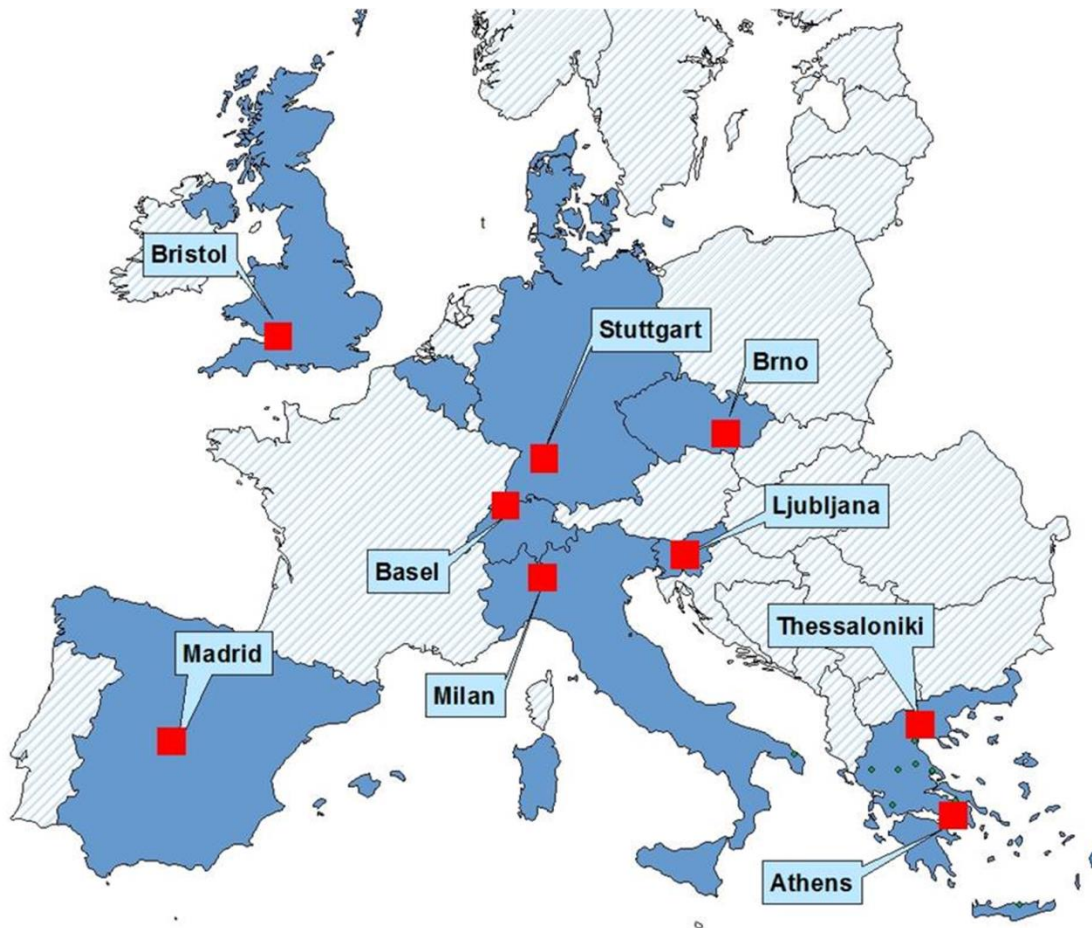 t
Bristol
Stuttgart
Brno
Ljubljana
Basel
Thessaloniki
Madrid
Milan
Athens